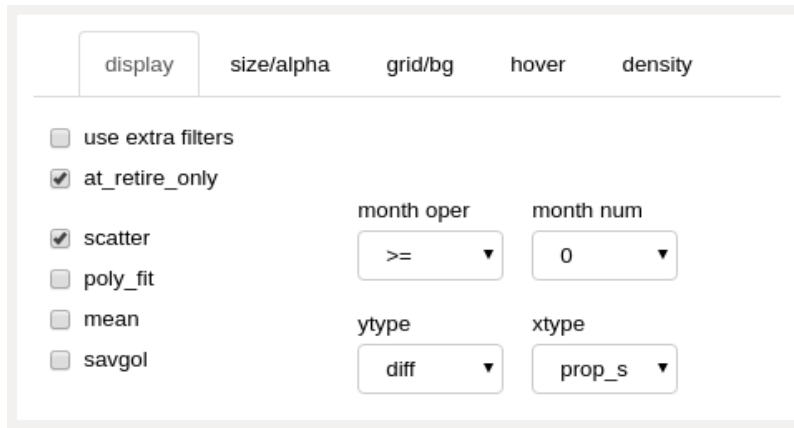 display size/alpha grid/bg hover density
use extra filters
at_retire_only
month oper month num
scatter
>= 0
poly_fit
mean
ytype xtype
savgol
diff prop_s